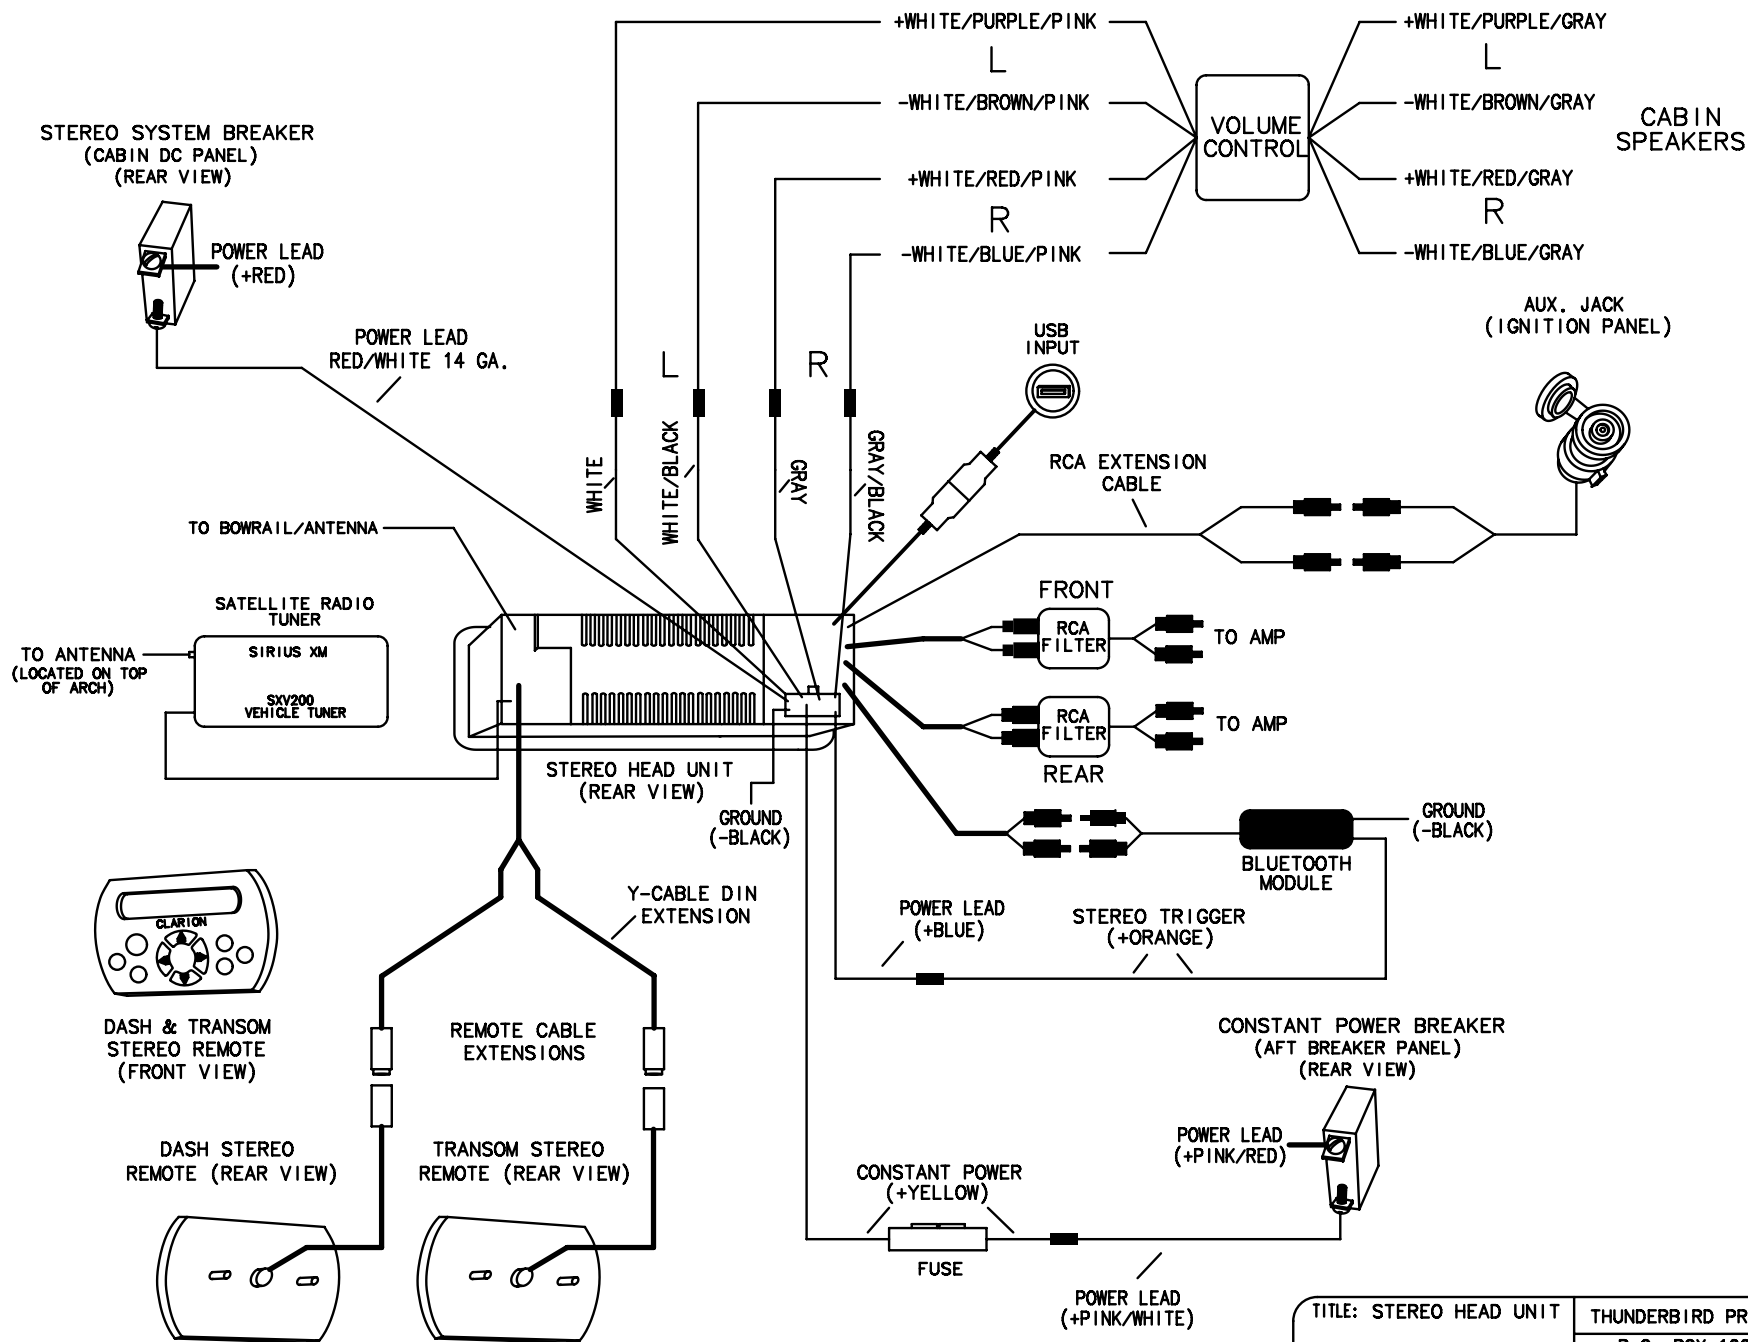 +WHITE/PURPLE/PINK
L
-WHITE/BROWN/PINK
+WHITE/RED/PINK
R
-WHITE/BLUE/PINK
VOLUME
CONTROL
+WHITE/PURPLE/GRAY
L
-WHITE/BROWN/GRAY
+WHITE/RED/GRAY
R
-WHITE/BLUE/GRAY
CABIN
SPEAKERS
STEREO SYSTEM BREAKER
(CABIN DC PANEL)
(REAR VIEW)
POWER LEAD
(+RED)
POWER LEAD
RED/WHITE 14 GA.
L
R
WHITE
WHITE/BLACK
GRAY
GRAY/BLACK
USB
INPUT
AUX. JACK
(IGNITION PANEL)
RCA EXTENSION
CABLE
TO BOWRAIL/ANTENNA
SATELLITE RADIO
TUNER
SIRIUS XM
SXV200
VEHICLE TUNER
TO ANTENNA
(LOCATED ON TOP
OF ARCH)
FRONT
RCA
FILTER
TO AMP
RCA
FILTER
REAR
TO AMP
STEREO HEAD UNIT
(REAR VIEW)
GROUND
(-BLACK)
GROUND
(-BLACK)
BLUETOOTH
MODULE
Y-CABLE DIN
EXTENSION
POWER LEAD
(+BLUE)
STEREO TRIGGER
(+ORANGE)
CLARION
DASH & TRANSOM
STEREO REMOTE
(FRONT VIEW)
REMOTE CABLE
EXTENSIONS
CONSTANT POWER BREAKER
(AFT BREAKER PANEL)
(REAR VIEW)
POWER LEAD
(+PINK/RED)
DASH STEREO
REMOTE (REAR VIEW)
TRANSOM STEREO
REMOTE (REAR VIEW)
CONSTANT POWER
(+YELLOW)
FUSE
POWER LEAD
(+PINK/WHITE)
TITLE: STEREO HEAD UNIT
THUNDERBIRD PR